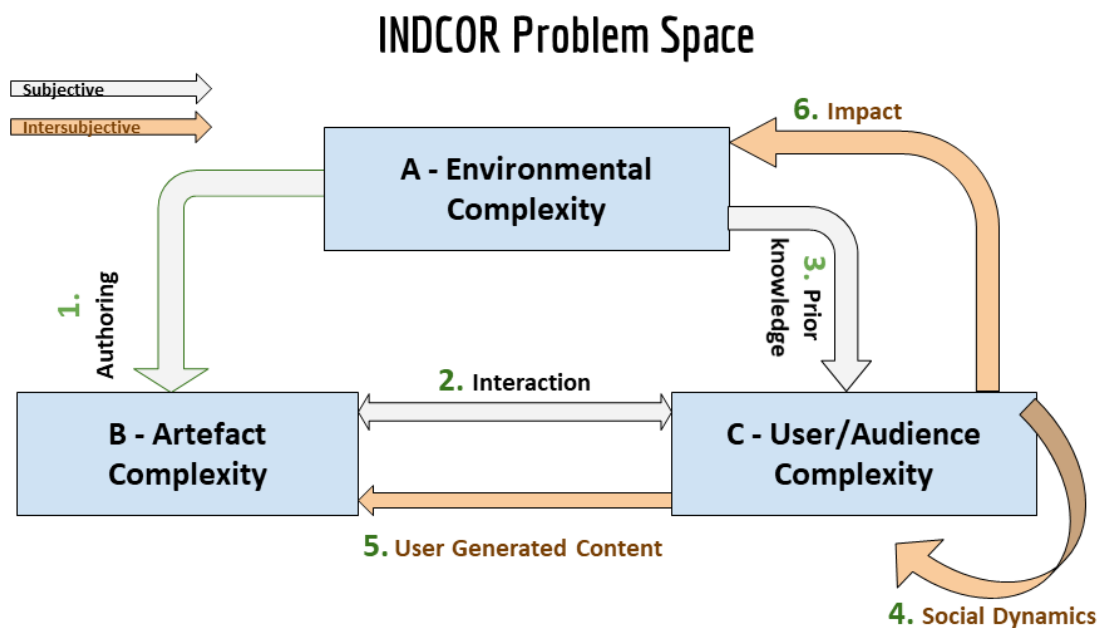 INDCOR Problem Space
Subjective
Intersubjective
6. Impact
A - Environmental
Complexity
1.
Authoring
3. Prior
knowledge
2. Interaction
B - Artefact
Complexity
C - User/Audience
Complexity
5. User Generated Content
4. Social Dynamics